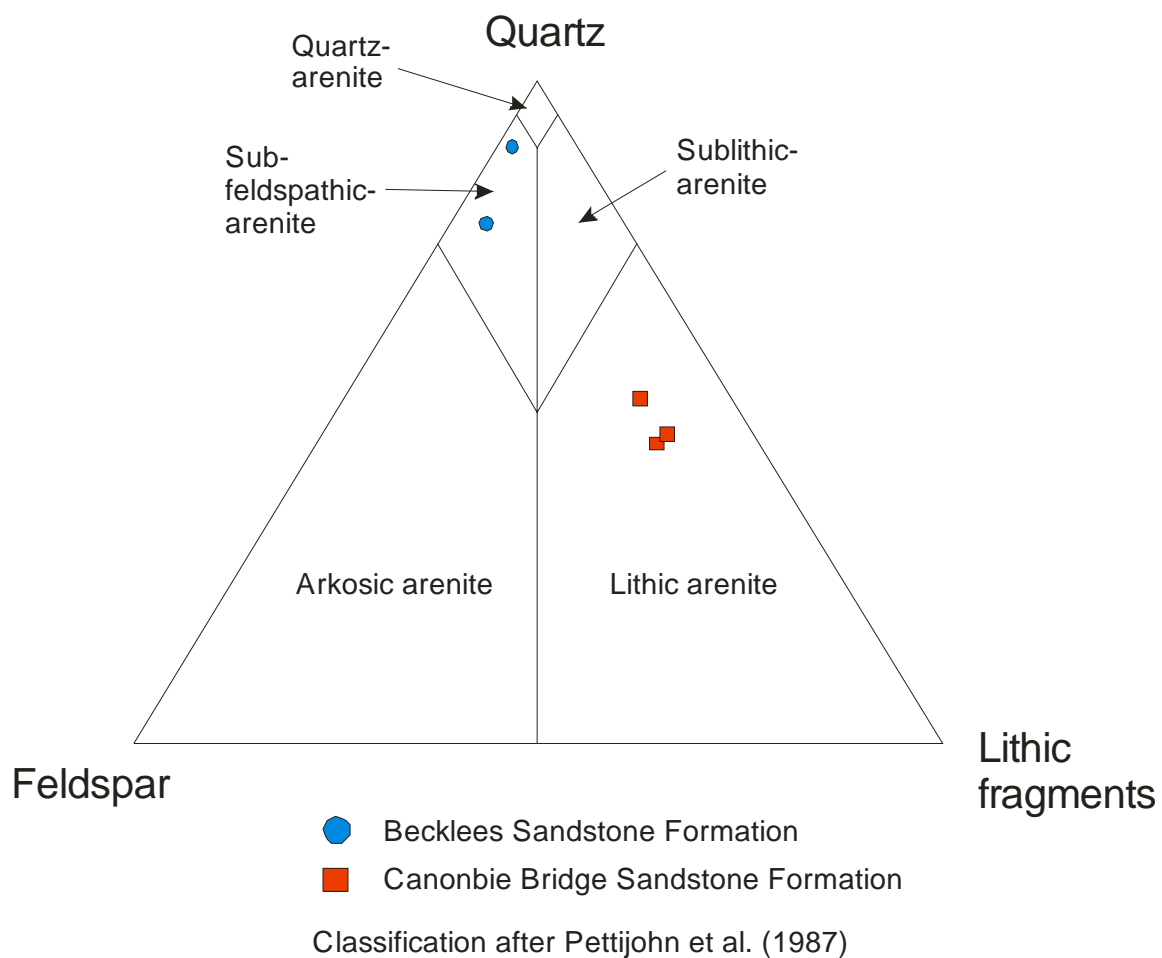 Quartz
Quartz-
arenite
Sub-
feldspathic-
arenite
Sublithic-
arenite
Arkosic arenite
Lithic arenite
Feldspar
Lithic
fragments
Becklees Sandstone Formation
Canonbie Bridge Sandstone Formation
Classification after Pettijohn et al. (1987)